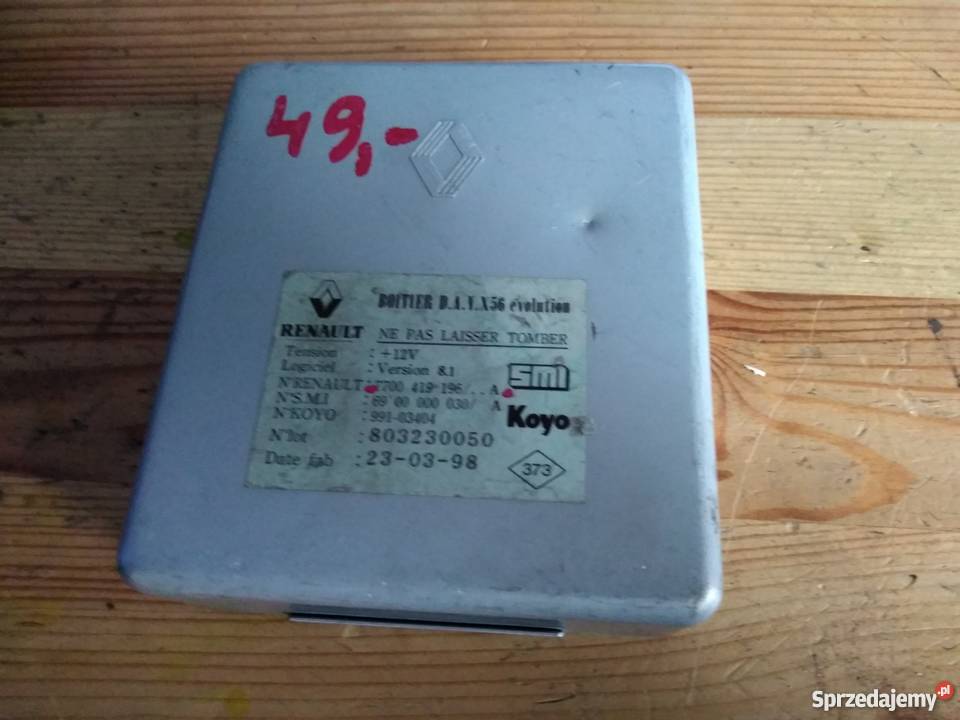 49,-
BOITIER D.A.V.X56 évolution
RENAULT NE PAS LAISSER TOMBER
Tension : +12V
Logiciel : Version 8.1
N°RENAULT : 7700 419 196/. . A
N°S.M.I : 69 00 000 030/ A
smi
N°KOYO : 991-03404
Koyo
N°lot : 803230050
Date fab : 23-03-98
373
Sprzedajemy.pl